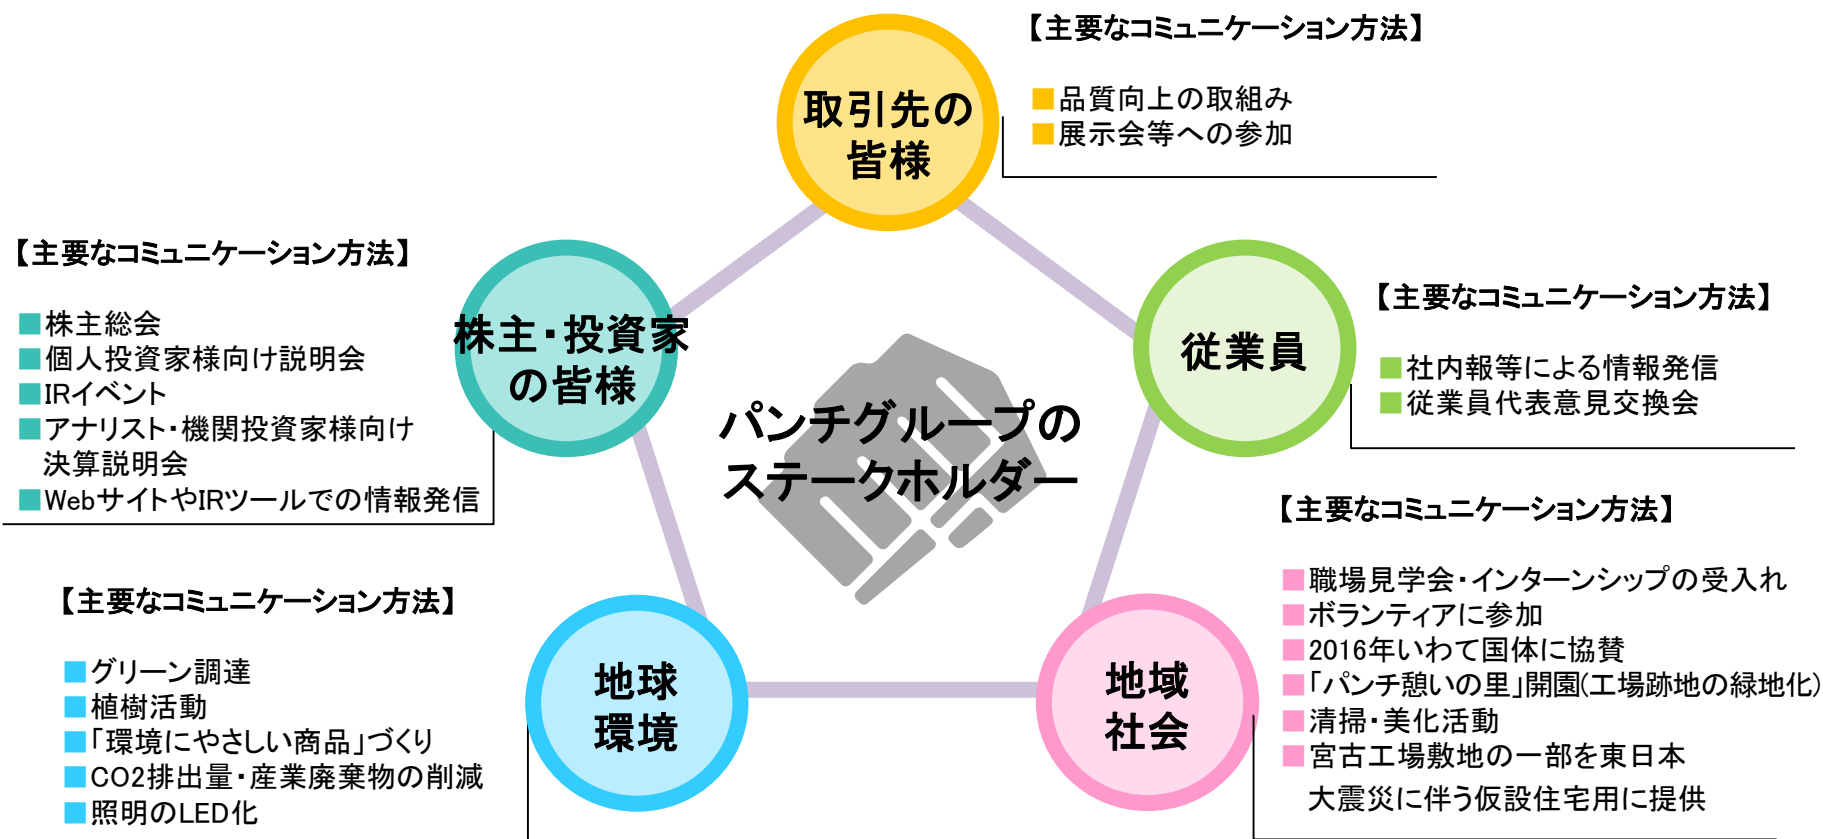 【主要なコミュニケーション方法】
■品質向上の取組み
■展示会等への参加
取引先の
皆様
【主要なコミュニケーション方法】
■株主総会
■個人投資家様向け説明会
■IRイベント
■アナリスト・機関投資家様向け
決算説明会
■WebサイトやIRツールでの情報発信
株主・投資家
の皆様
従業員
【主要なコミュニケーション方法】
■社内報等による情報発信
■従業員代表意見交換会
パンチグループの
ステークホルダー
【主要なコミュニケーション方法】
■グリーン調達
■植樹活動
■「環境にやさしい商品」づくり
■CO2排出量・産業廃棄物の削減
■照明のLED化
地球
環境
地域
社会
【主要なコミュニケーション方法】
■職場見学会・インターンシップの受入れ
■ボランティアに参加
■2016年いわて国体に協賛
■「パンチ憩いの里」開園(工場跡地の緑地化)
■清掃・美化活動
■宮古工場敷地の一部を東日本
大震災に伴う仮設住宅用に提供